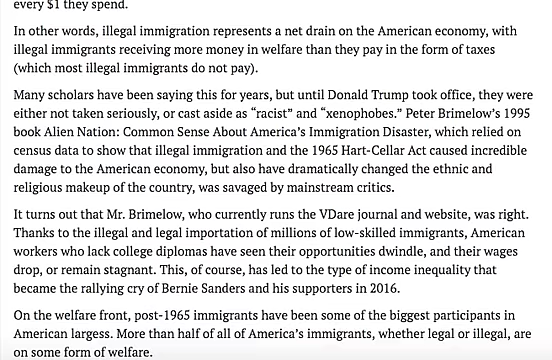 every $1 they spend.
In other words, illegal immigration represents a net drain on the American economy, with
illegal immigrants receiving more money in welfare than they pay in the form of taxes
(which most illegal immigrants do not pay).
Many scholars have been saying this for years, but until Donald Trump took office, they were
either not taken seriously, or cast aside as “racist” and “xenophobes.” Peter Brimelow’s 1995
book Alien Nation: Common Sense About America’s Immigration Disaster, which relied on
census data to show that illegal immigration and the 1965 Hart-Cellar Act caused incredible
damage to the American economy, but also have dramatically changed the ethnic and
religious makeup of the country, was savaged by mainstream critics.
It turns out that Mr. Brimelow, who currently runs the VDare journal and website, was right.
Thanks to the illegal and legal importation of millions of low-skilled immigrants, American
workers who lack college diplomas have seen their opportunities dwindle, and their wages
drop, or remain stagnant. This, of course, has led to the type of income inequality that
became the rallying cry of Bernie Sanders and his supporters in 2016.
On the welfare front, post-1965 immigrants have been some of the biggest participants in
American largess. More than half of all of America’s immigrants, whether legal or illegal, are
on some form of welfare.